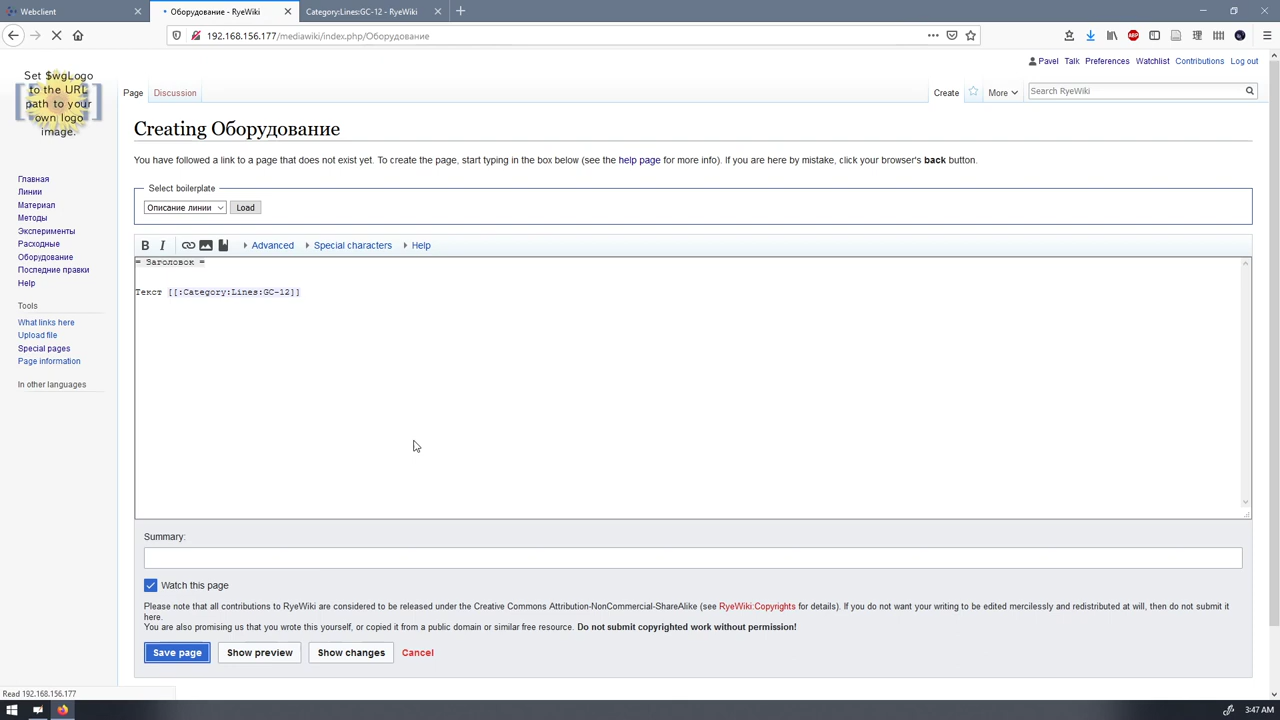 Webclient
Оборудование - RyeWiki
Category:Lines:GC-12 - RyeWiki
192.168.156.177/mediawiki/index.php/Оборудование
Set $wgLogo
to the URL
path to your
own logo
image.
Pavel Talk Preferences Watchlist Contributions Log out
Page Discussion Create More Search RyeWiki
Creating Оборудование
You have followed a link to a page that does not exist yet. To create the page, start typing in the box below (see the help page for more info). If you are here by mistake, click your browser's back button.
Главная
Линии
Материал
Методы
Эксперименты
Расходные
Оборудование
Последние правки
Help
Tools
What links here
Upload file
Special pages
Page information
In other languages
Select boilerplate
Описание линии Load
B I Advanced Special characters Help
= Заголовок =
Текст [[:Category:Lines:GC-12]]
Summary:
Watch this page
Please note that all contributions to RyeWiki are considered to be released under the Creative Commons Attribution-NonCommercial-ShareAlike (see RyeWiki:Copyrights for details). If you do not want your writing to be edited mercilessly and redistributed at will, then do not submit it
here.
You are also promising us that you wrote this yourself, or copied it from a public domain or similar free resource. Do not submit copyrighted work without permission!
Save page Show preview Show changes Cancel
Read 192.168.156.177
3:47 AM